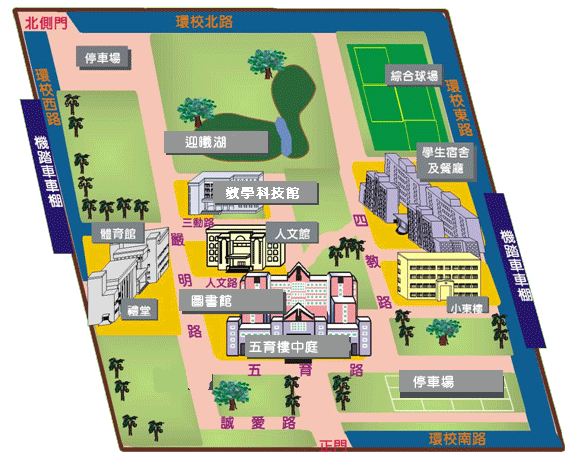 北側門
環校北路
停車場
環校西路
機踏車車棚
綜合球場
環校東路
迎曦湖
學生宿舍
及餐廳
數學科技館
三動路
體育館
嚴明路
人文館
四教路
機踏車車棚
人文路
圖書館
禮堂
小東樓
五育樓中庭
五育路
停車場
誠愛路
正門
環校南路